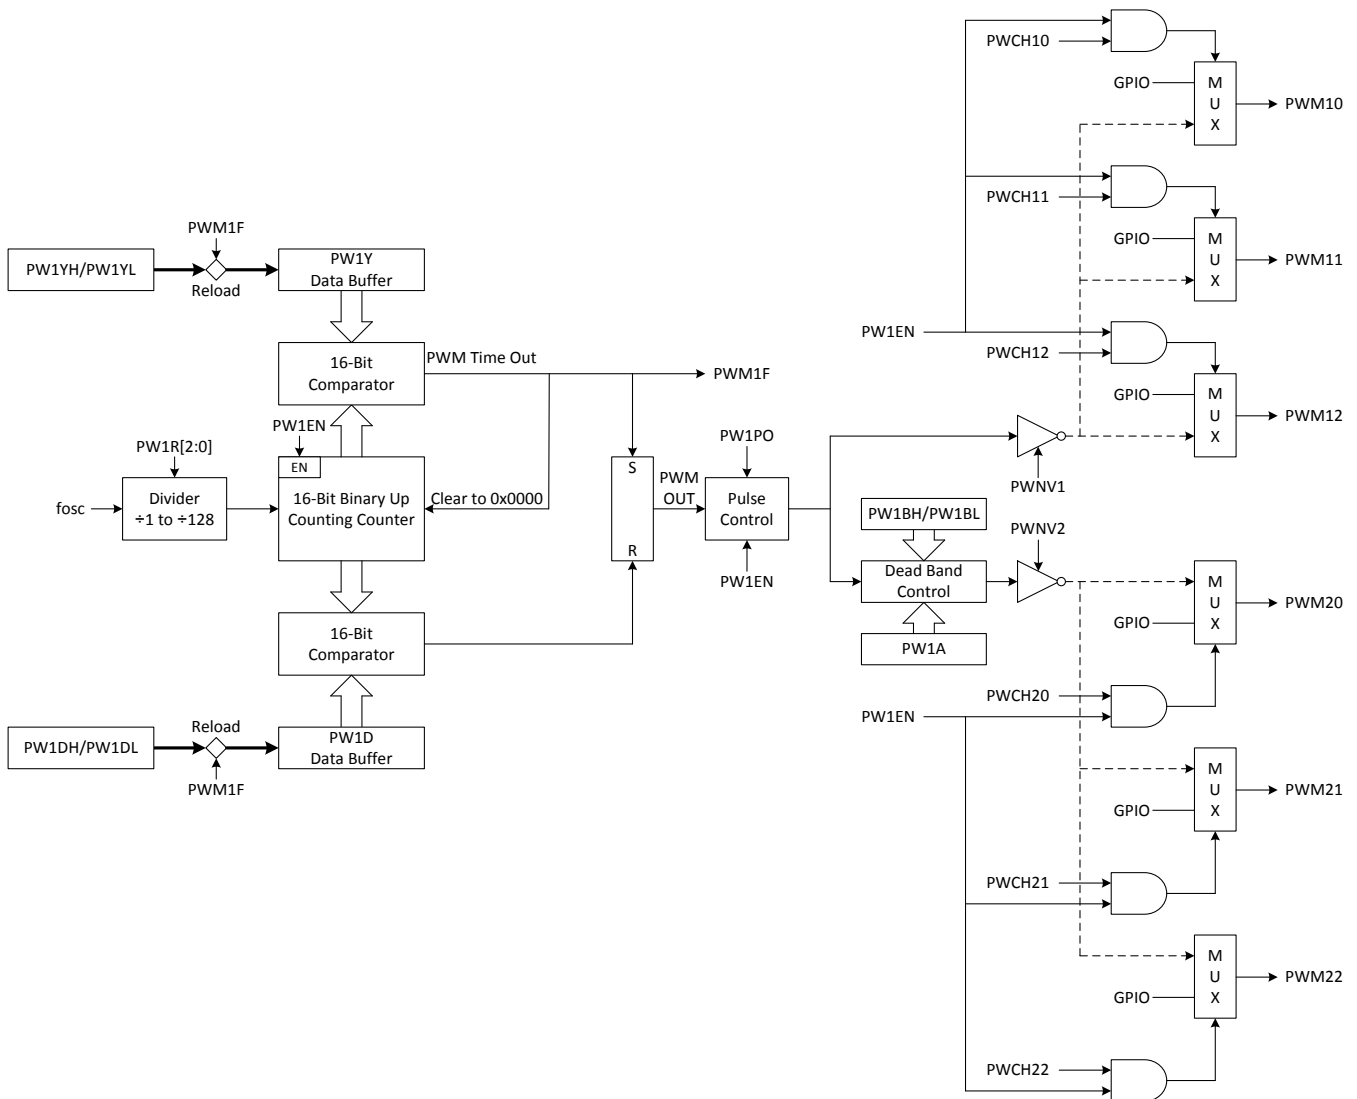 PWCH10
GPIO
M
U
X
PWM10
PWCH11
GPIO
M
U
X
PWM11
PW1EN
PWCH12
GPIO
M
U
X
PWM12
PWM1F
PW1YH/PW1YL
Reload
PW1Y
Data Buffer
16-Bit
Comparator
PWM Time Out
PWM1F
PW1EN
EN
PW1R[2:0]
fosc
Divider
÷1 to ÷128
16-Bit Binary Up
Counting Counter
Clear to 0x0000
S
R
PWM
OUT
PW1PO
Pulse
Control
PW1EN
PWNV1
PW1BH/PW1BL
Dead Band
Control
PW1A
PWNV2
16-Bit
Comparator
PW1DH/PW1DL
Reload
PWM1F
PW1D
Data Buffer
M
U
X
GPIO
PWM20
PWCH20
PW1EN
M
U
X
GPIO
PWM21
PWCH21
M
U
X
GPIO
PWM22
PWCH22